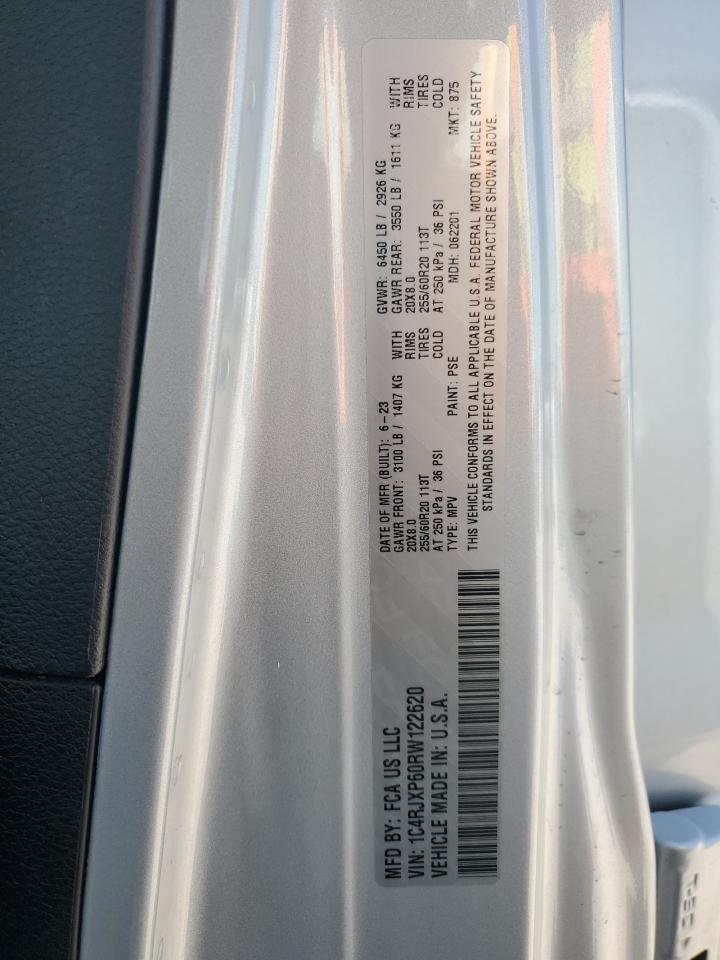 MFD BY: FCA US LLC
VIN: 1C4RJXP60RW122620
VEHICLE MADE IN: U.S.A.
DATE OF MFR (BUILT): 6-23 GVWR: 6450 LB / 2926 KG
GAWR FRONT: 3100 LB / 1407 KG WITH GAWR REAR: 3550 LB / 1611 KG WITH
20X8.0 RIMS 20X8.0 RIMS
255/60R20 113T TIRES 255/60R20 113T TIRES
AT 250 kPa / 36 PSI COLD AT 250 kPa / 36 PSI COLD
TYPE: MPV PAINT: PSE MDH: 062201 MKT: 875
THIS VEHICLE CONFORMS TO ALL APPLICABLE U.S.A. FEDERAL MOTOR VEHICLE SAFETY
STANDARDS IN EFFECT ON THE DATE OF MANUFACTURE SHOWN ABOVE.